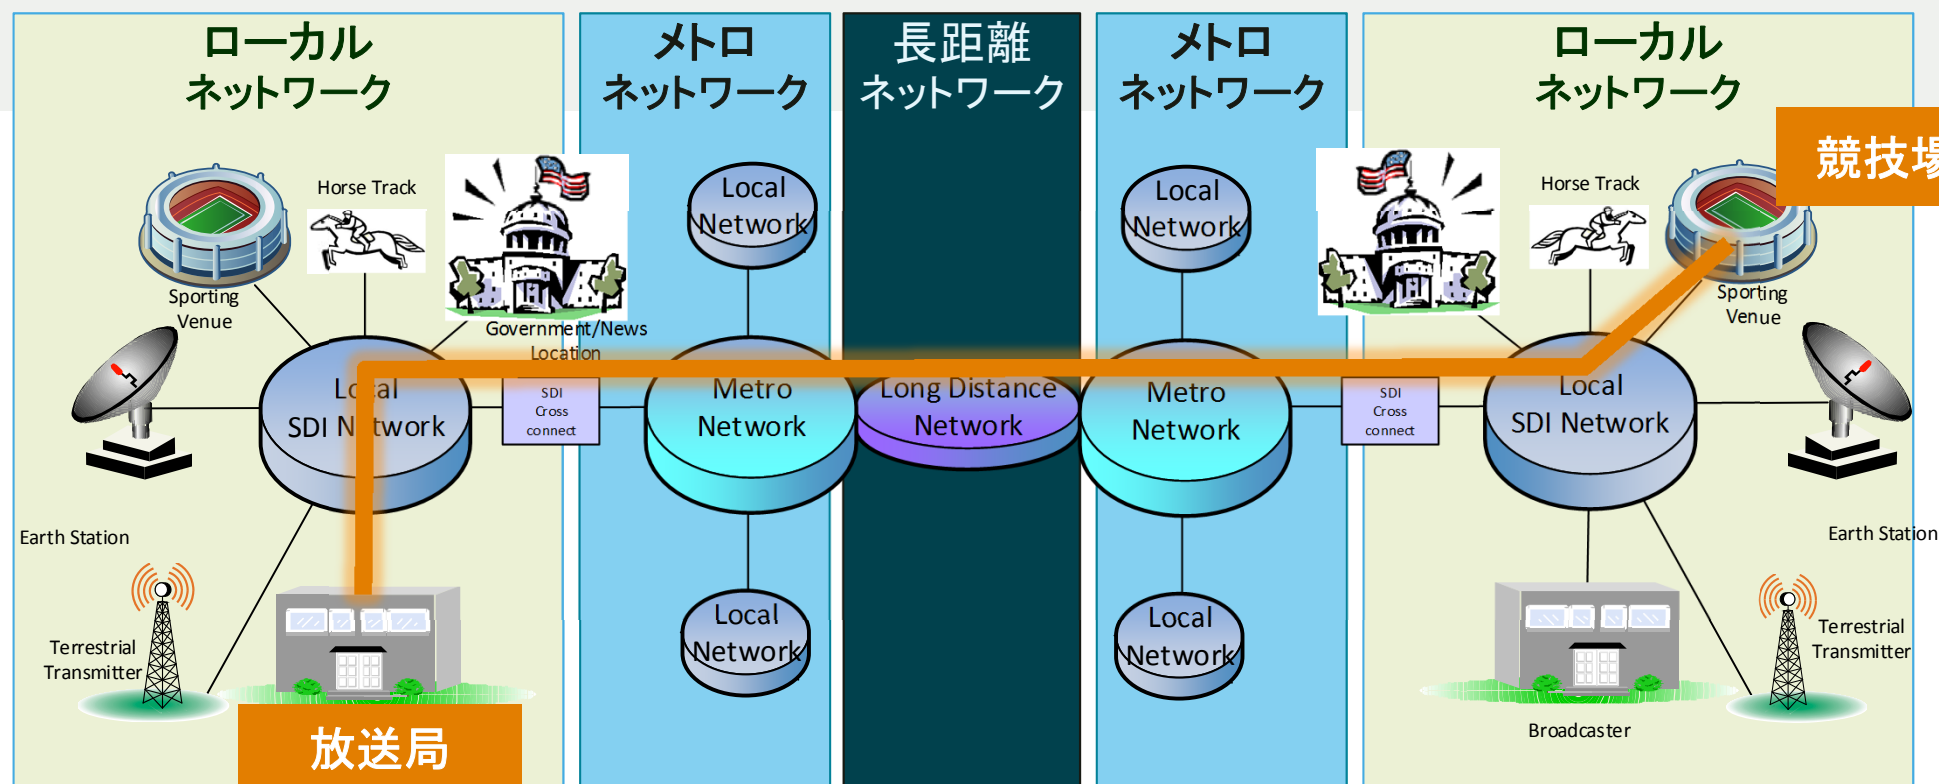 ローカル
ネットワーク
メトロ
ネットワーク
長距離
ネットワーク
メトロ
ネットワーク
ローカル
ネットワーク
競技場
Horse Track
Sporting
Venue
Government/News
Location
Local
Network
Local
Network
Horse Track
Sporting
Venue
Local
SDI Network
SDI
Cross
connect
Metro
Network
Long Distance
Network
Metro
Network
SDI
Cross
connect
Local
SDI Network
Earth Station
Earth Station
Terrestrial
Transmitter
Local
Network
Local
Network
Terrestrial
Transmitter
放送局
Broadcaster